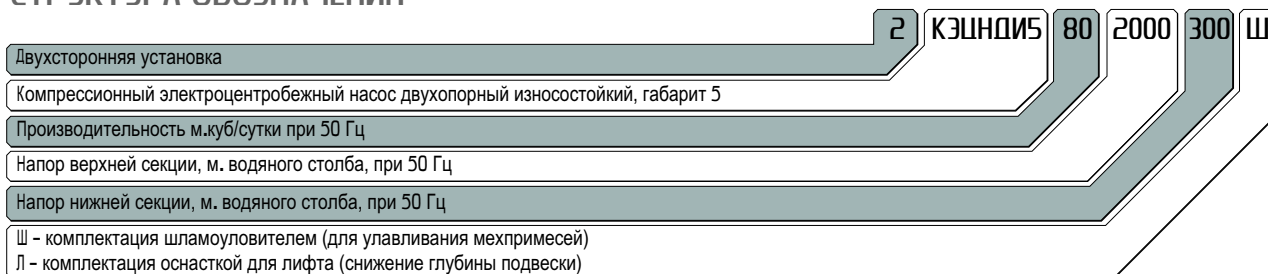 СТРУКТУРА ОБОЗНАЧЕНИЙ
2 КЭЦНДИ5 80 2000 300 Ш
Двухсторонняя установка
Компрессионный электроцентробежный насос двухопорный износостойкий, габарит 5
Производительность м.куб/сутки при 50 Гц
Напор верхней секции, м. водяного столба, при 50 Гц
Напор нижней секции, м. водяного столба, при 50 Гц
Ш - комплектация шламоуловителем (для улавливания мехпримесей)
Л - комплектация оснасткой для лифта (снижение глубины подвески)